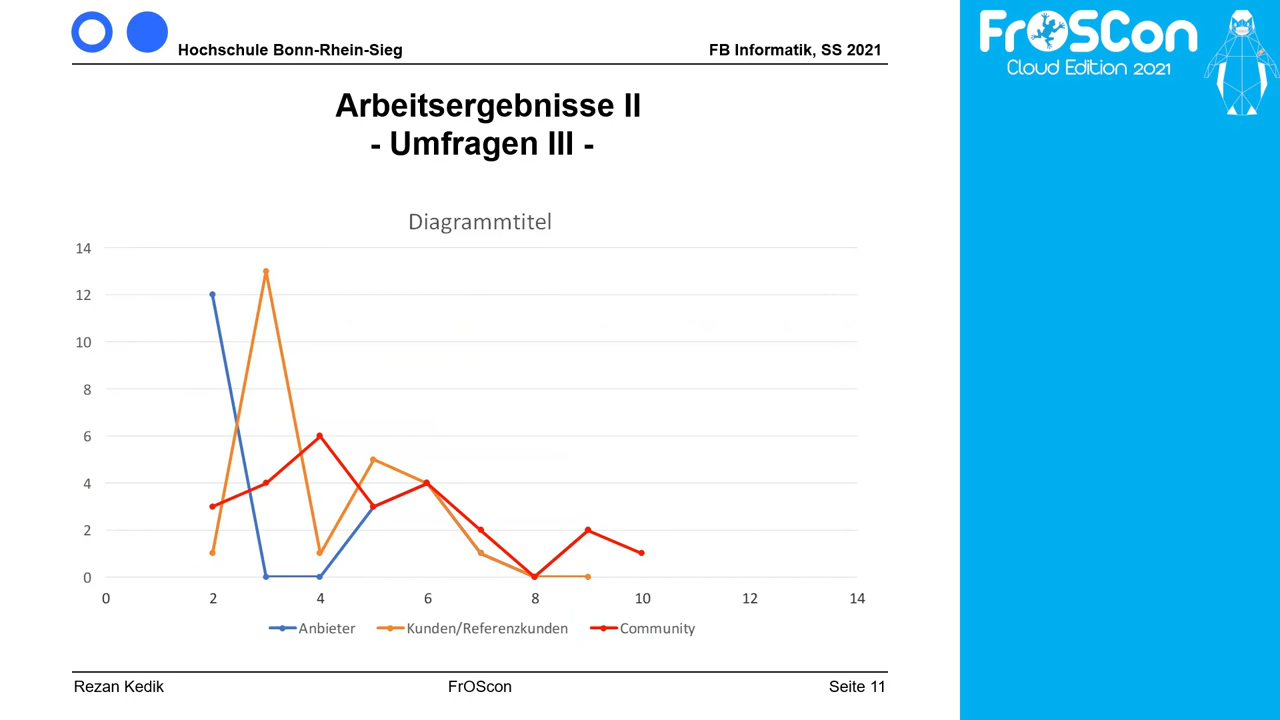 Hochschule Bonn-Rhein-Sieg
FB Informatik, SS 2021
FrOSCon
Cloud Edition 2021
Arbeitsergebnisse II
- Umfragen III -
Diagrammtitel
14
12
10
8
6
4
2
0
0 2 4 6 8 10 12 14
Anbieter Kunden/Referenzkunden Community
Rezan Kedik FrOScon Seite 11